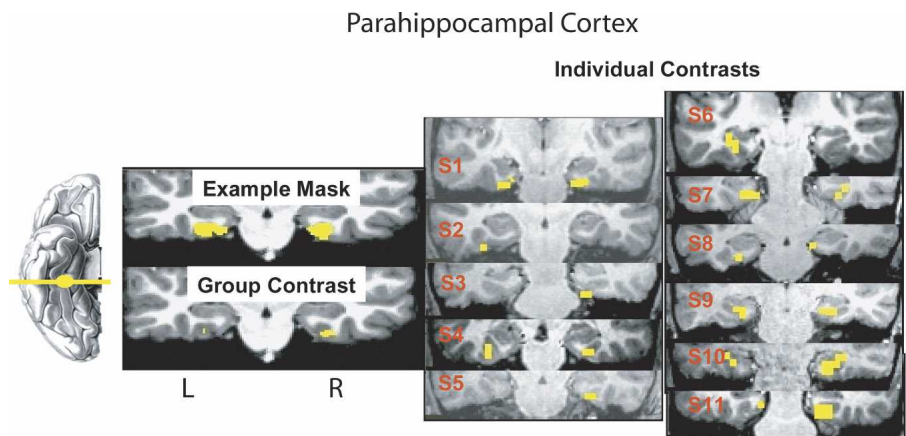 Parahippocampal Cortex
Individual Contrasts
Example Mask
Group Contrast
L
R
S1
S2
S3
S4
S5
S6
S7
S8
S9
S10
S11